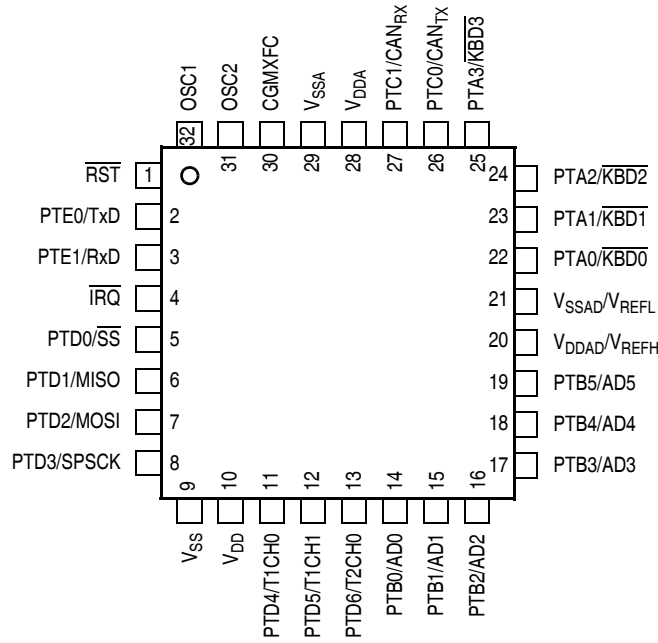 OSC1
OSC2
CGMXFC
VSSA
VDDA
PTC1/CANRX
PTC0/CANTX
PTA3/KBD3
32
31
30
29
28
27
26
25
RST 1
PTE0/TxD 2
PTE1/RxD 3
IRQ 4
PTD0/SS 5
PTD1/MISO 6
PTD2/MOSI 7
PTD3/SPSCK 8
24 PTA2/KBD2
23 PTA1/KBD1
22 PTA0/KBD0
21 VSSAD/VREFL
20 VDDAD/VREFH
19 PTB5/AD5
18 PTB4/AD4
17 PTB3/AD3
9
10
11
12
13
14
15
16
VSS
VDD
PTD4/T1CH0
PTD5/T1CH1
PTD6/T2CH0
PTB0/AD0
PTB1/AD1
PTB2/AD2